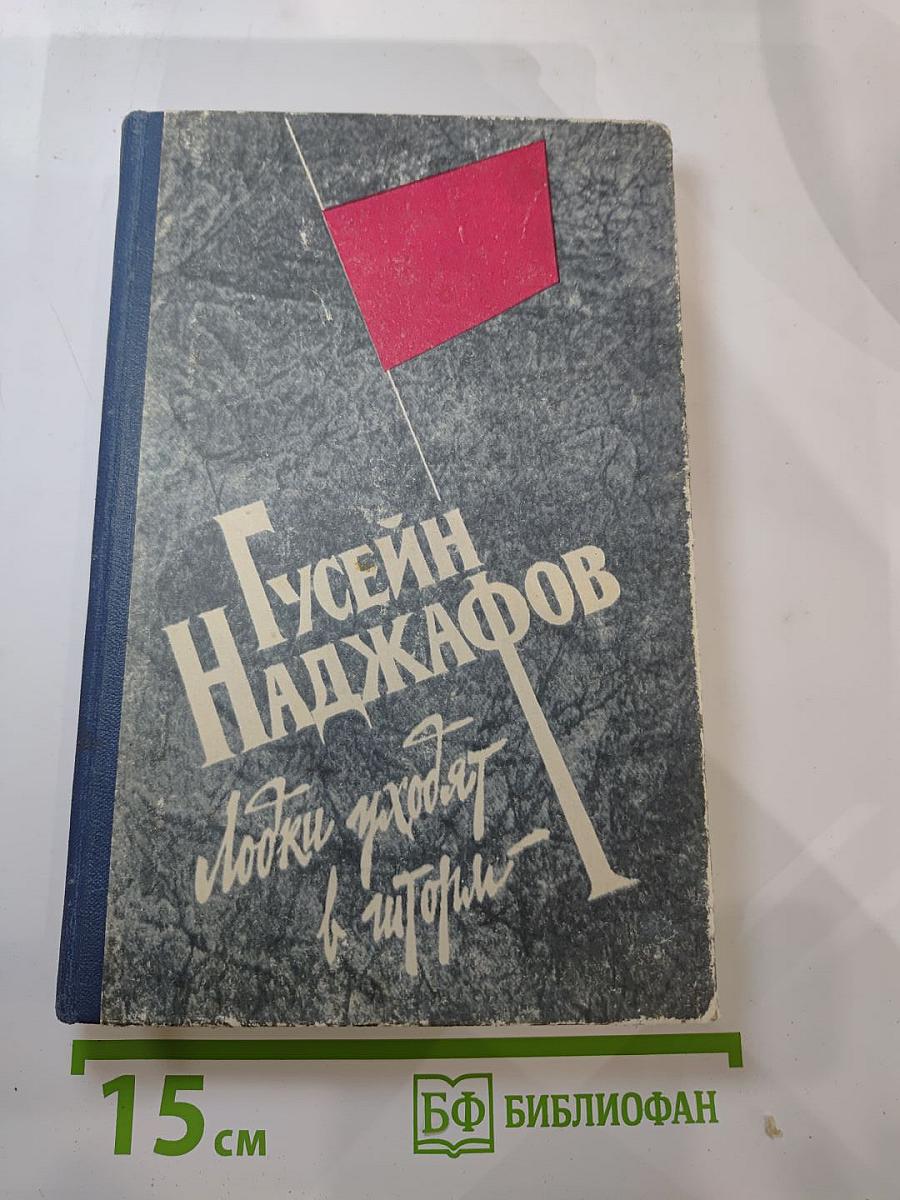 Гусейн
Наджафов
Лодки уходят
в шторм
15 см
БФ БИБЛИОФАН